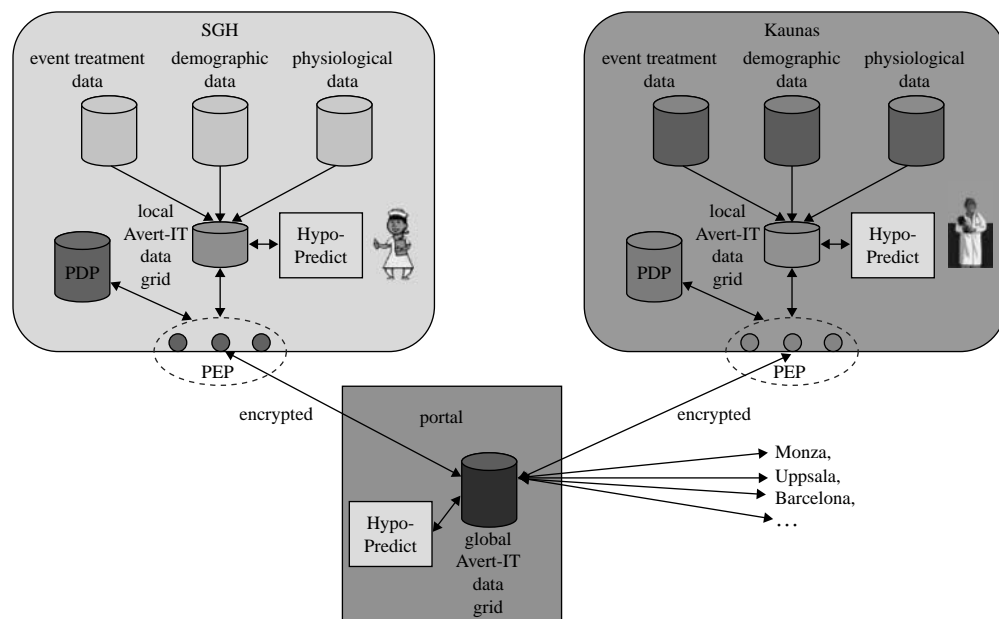 SGH
event treatment
data
demographic
data
physiological
data
local
Avert-IT
data
grid
Hypo-
Predict
PDP
PEP
Kaunas
event treatment
data
demographic
data
physiological
data
local
Avert-IT
data
grid
Hypo-
Predict
PDP
PEP
encrypted
portal
encrypted
Hypo-
Predict
global
Avert-IT
data
grid
Monza,
Uppsala,
Barcelona,
…